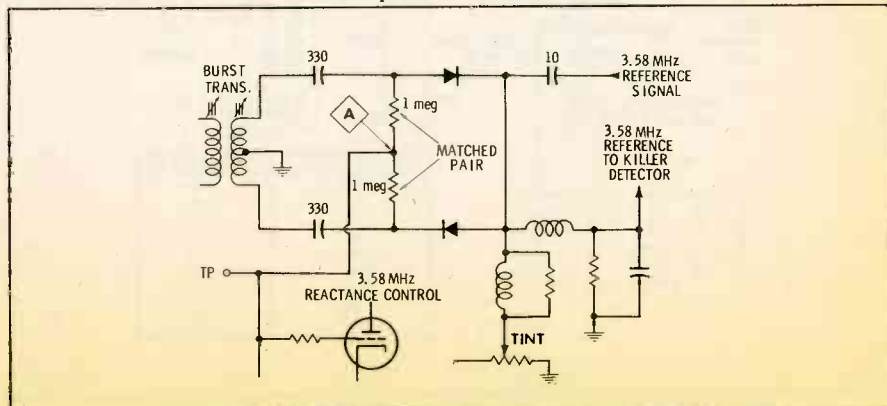 330
10
3.58 MHz
REFERENCE
SIGNAL
BURST
TRANS.
1 meg
A
MATCHED
PAIR
1 meg
3.58 MHz
REFERENCE
TO KILLER
DETECTOR
330
TP
3.58 MHz
REACTANCE CONTROL
TINT